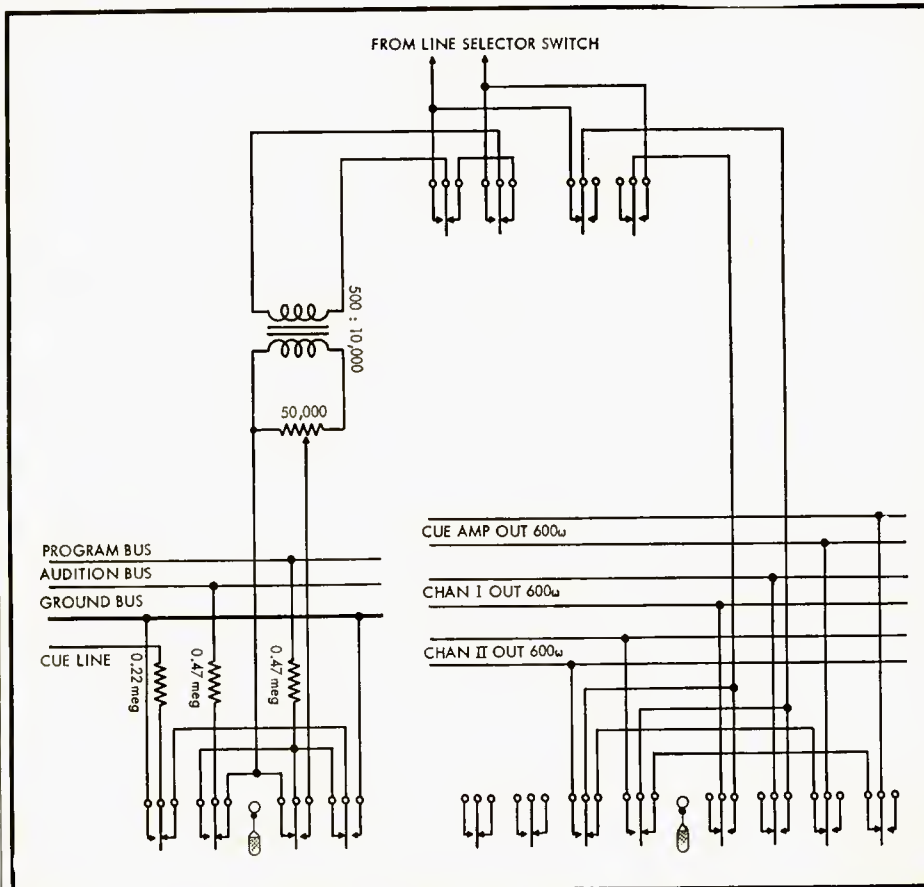 FROM LINE SELECTOR SWITCH
500 : 10,000
50,000
PROGRAM BUS
AUDITION BUS
GROUND BUS
CUE LINE
0.22 meg
0.47 meg
0.47 meg
CUE AMP OUT 600ω
CHAN I OUT 600ω
CHAN II OUT 600ω